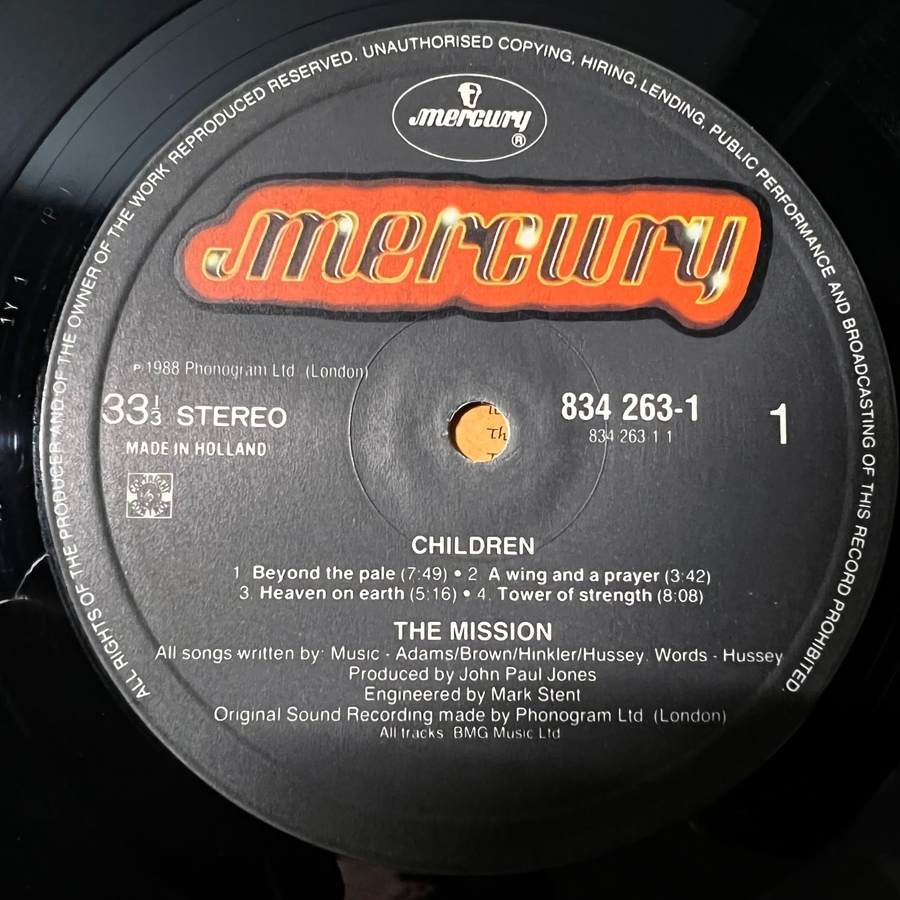 ALL RIGHTS OF THE PRODUCER AND OF THE OWNER OF THE WORK REPRODUCED RESERVED. UNAUTHORISED COPYING, HIRING, LENDING, PUBLIC PERFORMANCE AND BROADCASTING OF THIS RECORD PROHIBITED.
mercury ®
mercury
℗ 1988 Phonogram Ltd. (London)
33⅓ STEREO
MADE IN HOLLAND
834 263-1
834 263-1 1
1
Th
1Y 1
CHILDREN
1 Beyond the pale (7:49) • 2. A wing and a prayer (3:42)
3. Heaven on earth (5:16) • 4. Tower of strength (8:08)
THE MISSION
All songs written by: Music - Adams/Brown/Hinkler/Hussey. Words - Hussey
Produced by John Paul Jones
Engineered by Mark Stent
Original Sound Recording made by Phonogram Ltd. (London)
All tracks BMG Music Ltd